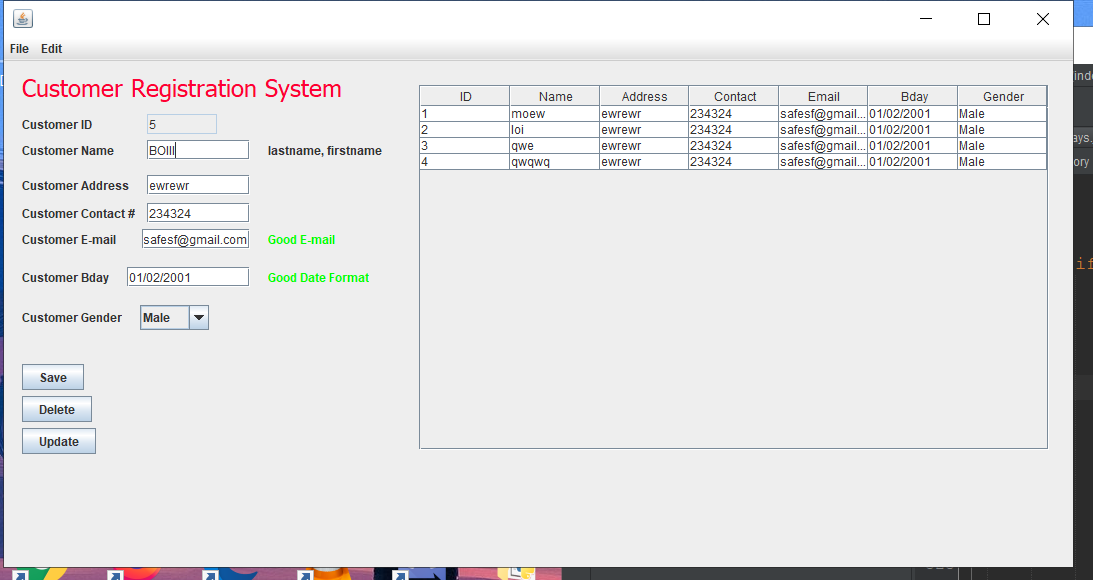 File Edit
Customer Registration System
Customer ID 5
Customer Name BOIII lastname, firstname
Customer Address ewrewr
Customer Contact # 234324
Customer E-mail safesf@gmail.com Good E-mail
Customer Bday 01/02/2001 Good Date Format
Customer Gender Male
Save
Delete
Update
ID Name Address Contact Email Bday Gender
1 moew ewrewr 234324 safesf@gmail... 01/02/2001 Male
2 loi ewrewr 234324 safesf@gmail... 01/02/2001 Male
3 qwe ewrewr 234324 safesf@gmail... 01/02/2001 Male
4 qwqwq ewrewr 234324 safesf@gmail... 01/02/2001 Male
if